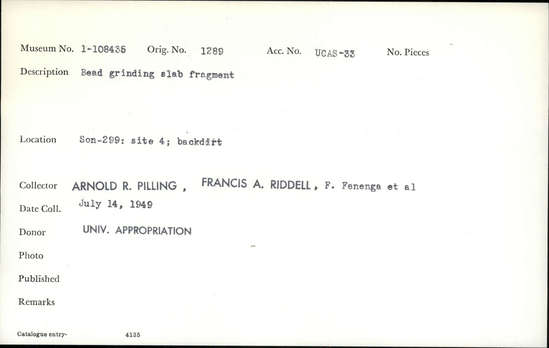 Museum No. 1-108435 Orig. No. 1289 Acc. No. UCAS-33 No. Pieces
Description Bead grinding slab fragment
Location Son-299: site 4; backdirt
Collector ARNOLD R. PILLING , FRANCIS A. RIDDELL , F. Fenenga et al
Date Coll. July 14, 1949
Donor UNIV. APPROPRIATION
Photo
Published
Remarks
Catalogue entry- 4135